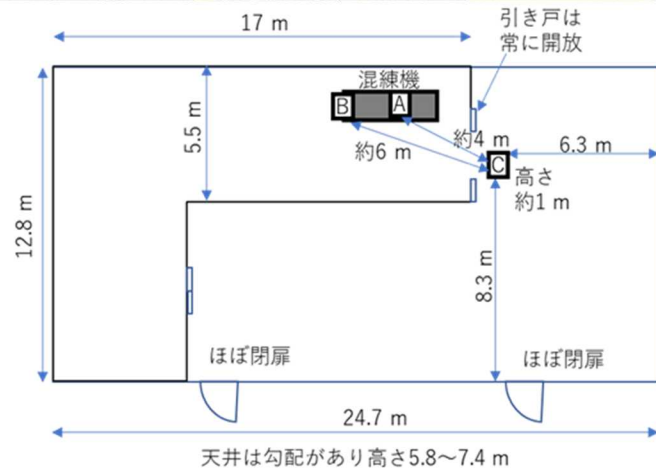 17 m
引き戸は
常に開放
混練機
B
A
5.5 m
約4 m
約6 m
6.3 m
C
高さ
約1 m
12.8 m
8.3 m
ほぼ閉扉
ほぼ閉扉
24.7 m
天井は勾配があり高さ5.8～7.4 m